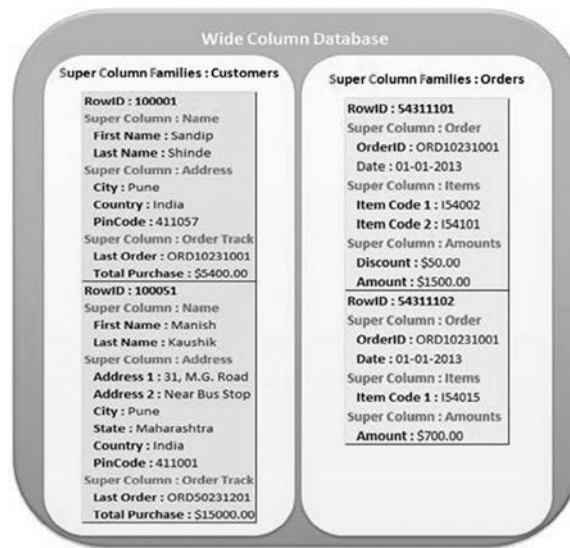 Wide Column Database
Super Column Families : Customers
RowID : 100001
Super Column : Name
First Name : Sandip
Last Name : Shinde
Super Column : Address
City : Pune
Country : India
PinCode : 411057
Super Column : Order Track
Last Order : ORD10231001
Total Purchase : $5400.00
RowID : 100051
Super Column : Name
First Name : Manish
Last Name : Kaushik
Super Column : Address
Address 1 : 31, M.G. Road
Address 2 : Near Bus Stop
City : Pune
State : Maharashtra
Country : India
PinCode : 411001
Super Column : Order Track
Last Order : ORD50231201
Total Purchase : $15000.00
Super Column Families : Orders
RowID : 54311101
Super Column : Order
OrderID : ORD10231001
Date : 01-01-2013
Super Column : Items
Item Code 1 : I54002
Item Code 2 : I54101
Super Column : Amounts
Discount : $50.00
Amount : $1500.00
RowID : 54311102
Super Column : Order
OrderID : ORD10231001
Date : 01-01-2013
Super Column : Items
Item Code 1 : I54015
Super Column : Amounts
Amount : $700.00